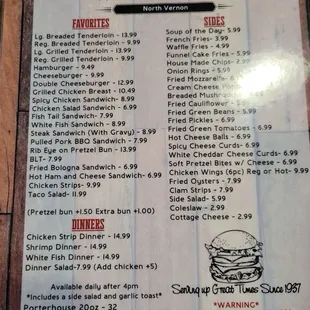 North Vernon
FAVORITES
Lg. Breaded Tenderloin - 13.99
Reg. Breaded Tenderloin - 9.99
Lg. Grilled Tenderloin - 13.99
Reg. Grilled Tenderloin - 9.99
Hamburger - 9.49
Cheeseburger - 9.99
Double Cheeseburger - 12.99
Grilled Chicken Breast - 10.49
Spicy Chicken Sandwich - 8.99
Chicken Salad Sandwich - 6.99
Fish Tail Sandwich - 7.99
White Fish Sandwich - 8.99
Steak Sandwich (With Gravy) - 8.99
Pulled Pork BBQ Sandwich - 7.99
Rib Eye on Pretzel Bun - 13.99
BLT- 7.99
Fried Bologna Sandwich - 6.99
Hot Ham and Cheese Sandwich - 6.99
Chicken Strips- 9.99
Taco Salad- 11.99
(Pretzel bun +1.50 Extra bun +1.00)
DINNERS
Chicken Strip Dinner - 14.99
Shrimp Dinner - 14.99
White Fish Dinner - 14.99
Dinner Salad-7.99 (Add chicken +5)
Available daily after 4pm
*Includes a side salad and garlic toast*
Porterhouse 20oz - 32
SIDES
Soup of the Day- 5.99
French Fries- 3.99
Waffle Fries - 4.99
Funnel Cake Fries - 5.99
House Made Chips-
Onion Rings -
Fried Mozzarella-
Cream Cheese
Breaded Mushroom
Fried Cauliflower -
Fried Green Beans - 5.99
Fried Pickles - 6.99
Fried Green Tomatoes - 6.99
Hot Cheese Balls - 6.99
Spicy Cheese Curds- 6.99
White Cheddar Cheese Curds- 6.99
Soft Pretzel Bites w/ Cheese - 6.99
Chicken Wings (6pc) Reg or Hot- 9.99
Fried Oysters - 7.99
Clam Strips - 7.99
Side Salad- 5.99
Coleslaw - 2.99
Cottage Cheese - 2.99
Serving up Great Times Since 1937
*WARNING*